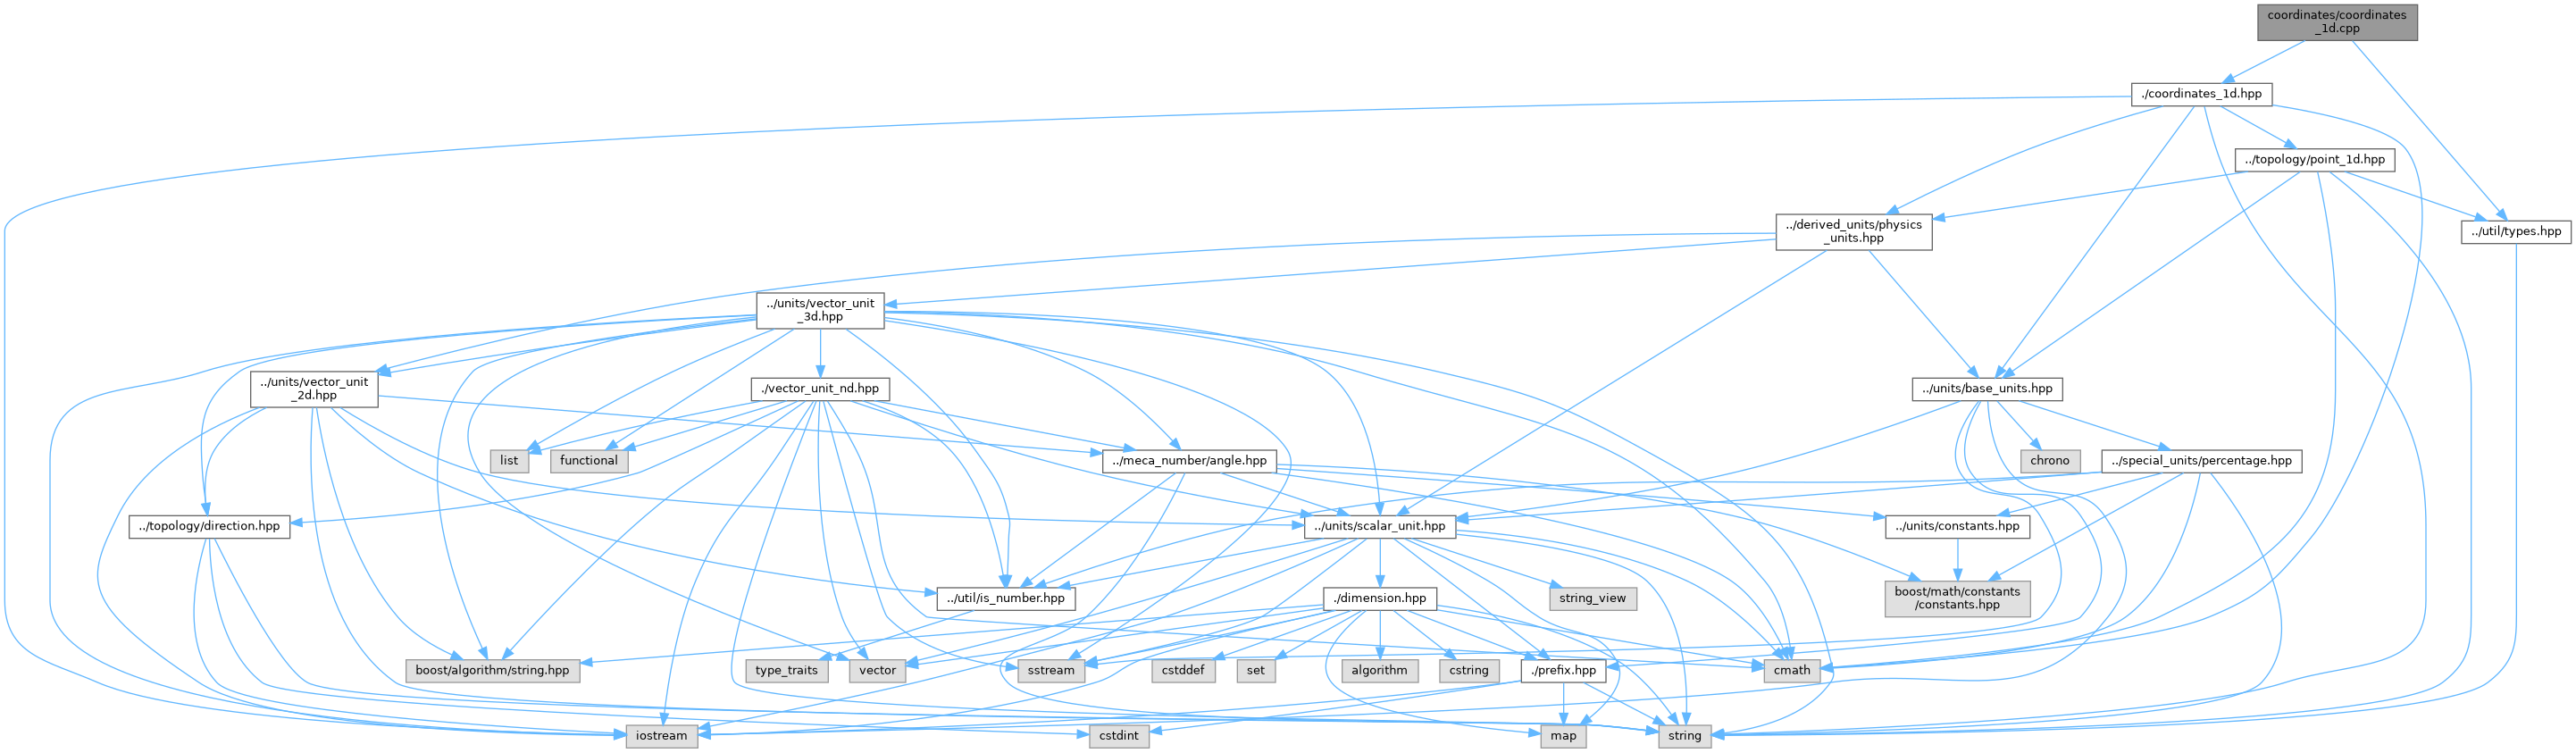 coordinates/coordinates
_1d.cpp
./coordinates_1d.hpp
../topology/point_1d.hpp
../derived_units/physics
_units.hpp
../util/types.hpp
../units/vector_unit
_3d.hpp
../units/vector_unit
_2d.hpp
./vector_unit_nd.hpp
../units/base_units.hpp
list
functional
../meca_number/angle.hpp
chrono
../special_units/percentage.hpp
../topology/direction.hpp
../units/scalar_unit.hpp
../units/constants.hpp
../util/is_number.hpp
./dimension.hpp
string_view
boost/math/constants
/constants.hpp
boost/algorithm/string.hpp
type_traits
vector
sstream
cstddef
set
algorithm
cstring
./prefix.hpp
cmath
iostream
cstdint
map
string